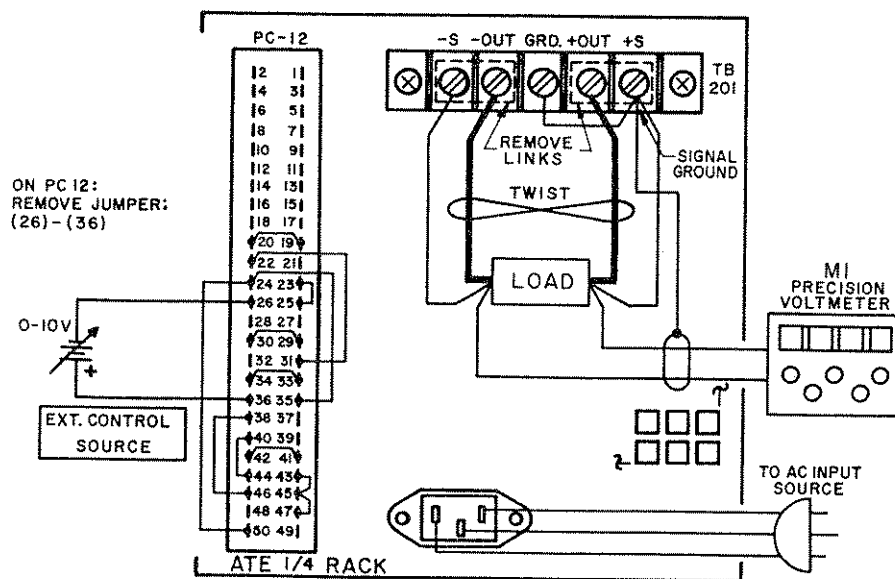 PC-12
2 1
4 3
6 5
8 7
10 9
12 11
14 13
16 15
18 17
20 19
22 21
24 23
26 25
28 27
30 29
32 31
34 33
36 35
38 37
40 39
42 41
44 43
46 45
48 47
50 49
ON PC12:
REMOVE JUMPER:
(26)-(36)
0-10V
+
EXT. CONTROL
SOURCE
-S -OUT GRD. +OUT +S
TB
201
REMOVE
LINKS
SIGNAL
GROUND
TWIST
LOAD
M1
PRECISION
VOLTMETER
TO AC INPUT
SOURCE
ATE 1/4 RACK